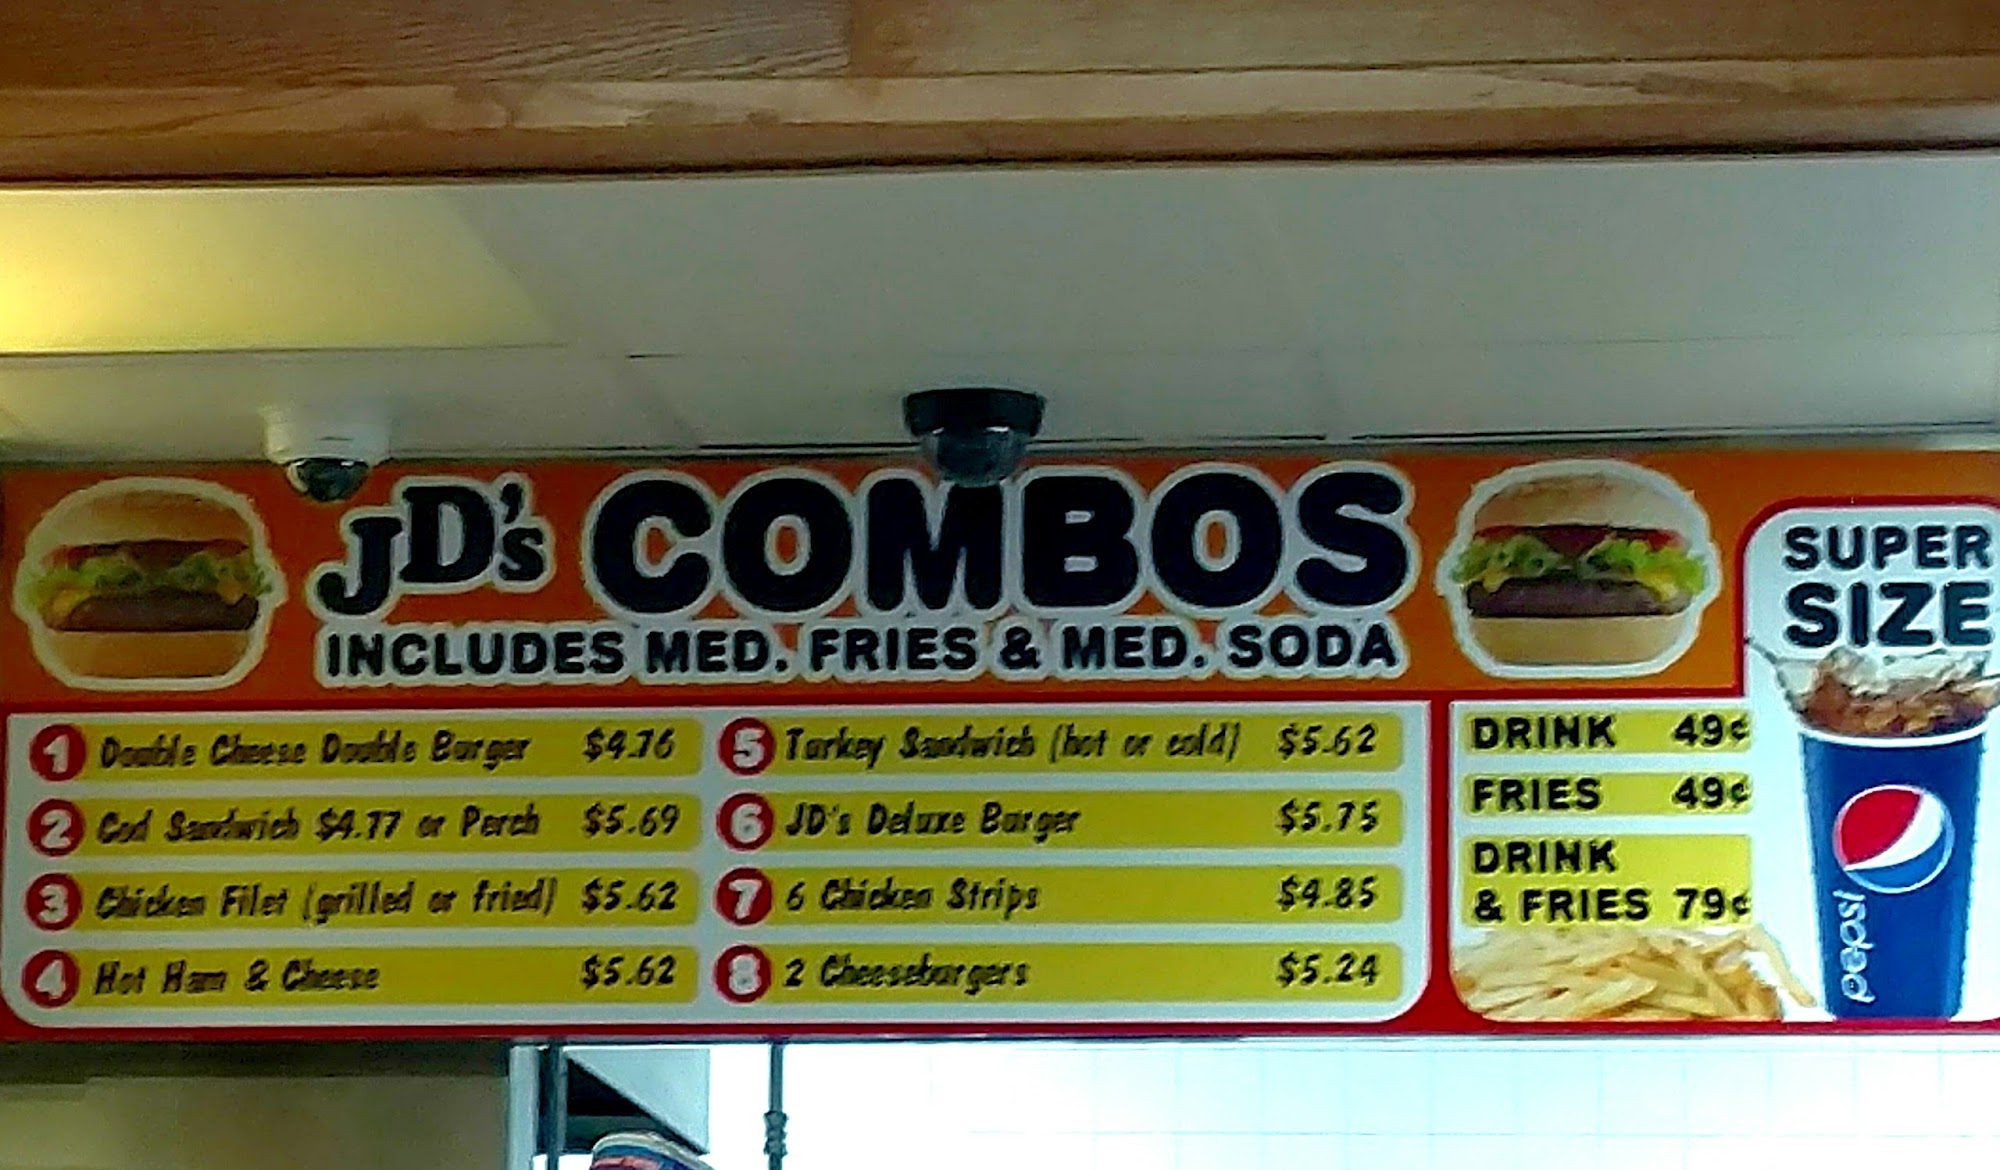 JD's COMBOS
INCLUDES MED. FRIES & MED. SODA
1 Double Cheese Double Burger $4.76
2 Cod Sandwich $4.77 or Perch $5.69
3 Chicken Filet (grilled or fried) $5.62
4 Hot Ham & Cheese $5.62
5 Turkey Sandwich (hot or cold) $5.62
6 JD's Deluxe Burger $5.75
7 6 Chicken Strips $4.85
8 2 Cheeseburgers $5.24
SUPER
SIZE
DRINK 49¢
FRIES 49¢
DRINK
& FRIES 79¢
pepsi